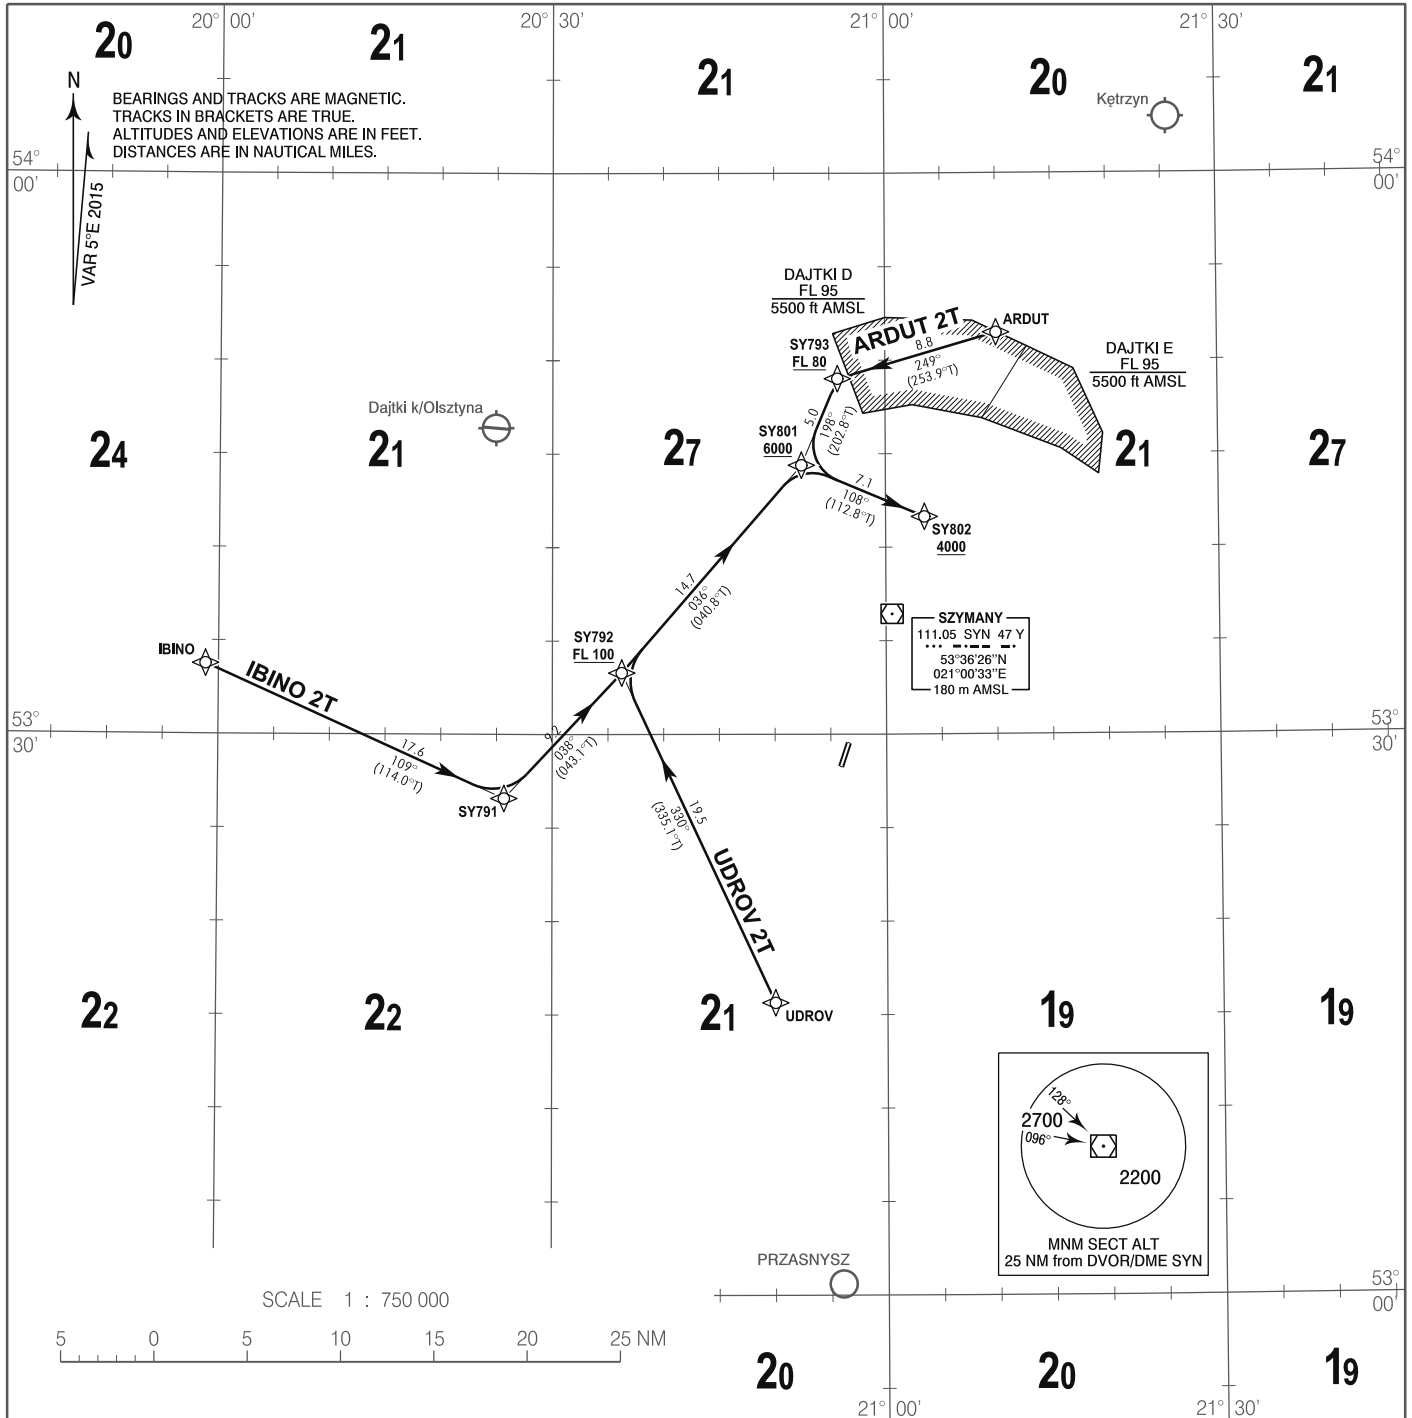 20° 00'
20° 30'
21° 00'
21° 30'
20
21
21
20
21
N
BEARINGS AND TRACKS ARE MAGNETIC.
TRACKS IN BRACKETS ARE TRUE.
ALTITUDES AND ELEVATIONS ARE IN FEET.
DISTANCES ARE IN NAUTICAL MILES.
VAR 5°E 2015
Kętrzyn
54°
00'
54°
00'
DAJTKI D
FL 95
5500 ft AMSL
ARDUT 2T
ARDUT
8.8
249°
(253.9°T)
SY793
FL 80
DAJTKI E
FL 95
5500 ft AMSL
Dajtki k/Olsztyna
5.0
198°
(202.8°T)
SY801
6000
24
21
27
21
27
7.1
108°
(112.8°T)
SY802
4000
14.7
036°
(040.8°T)
SZYMANY
111.05 SYN 47 Y
53°36'26"N
021°00'33"E
180 m AMSL
SY792
FL 100
IBINO
IBINO 2T
53°
30'
53°
30'
17.6
109°
(114.0°T)
9.2
038°
(043.1°T)
SY791
19.5
330°
(335.1°T)
UDROV 2T
UDROV
22
22
21
19
19
128°
2700
096°
2200
MNM SECT ALT
25 NM from DVOR/DME SYN
PRZASNYSZ
53°
00'
SCALE 1 : 750 000
5 0 5 10 15 20 25 NM
20
20
19
21° 00'
21° 30'